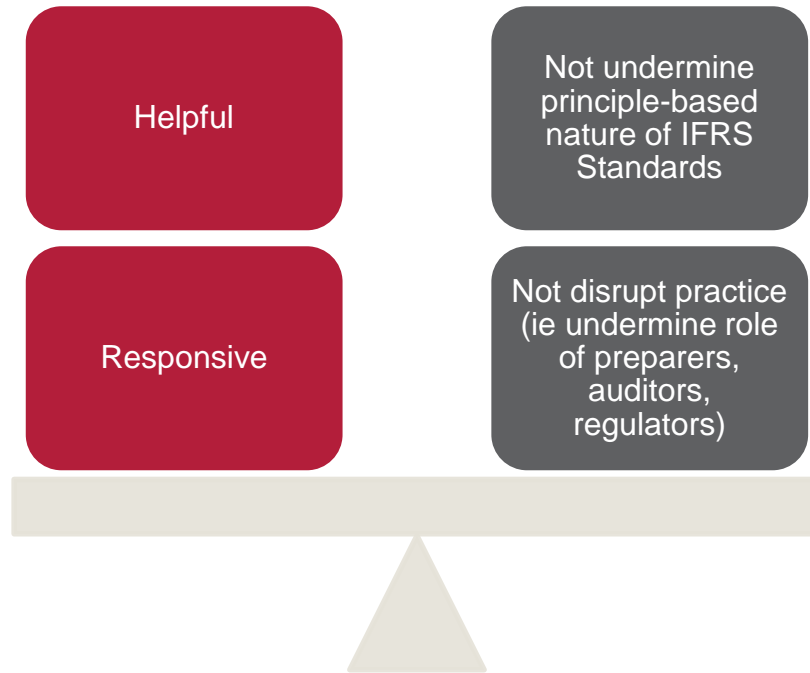 Helpful
Not undermine
principle-based
nature of IFRS
Standards
Responsive
Not disrupt practice
(ie undermine role
of preparers,
auditors,
regulators)